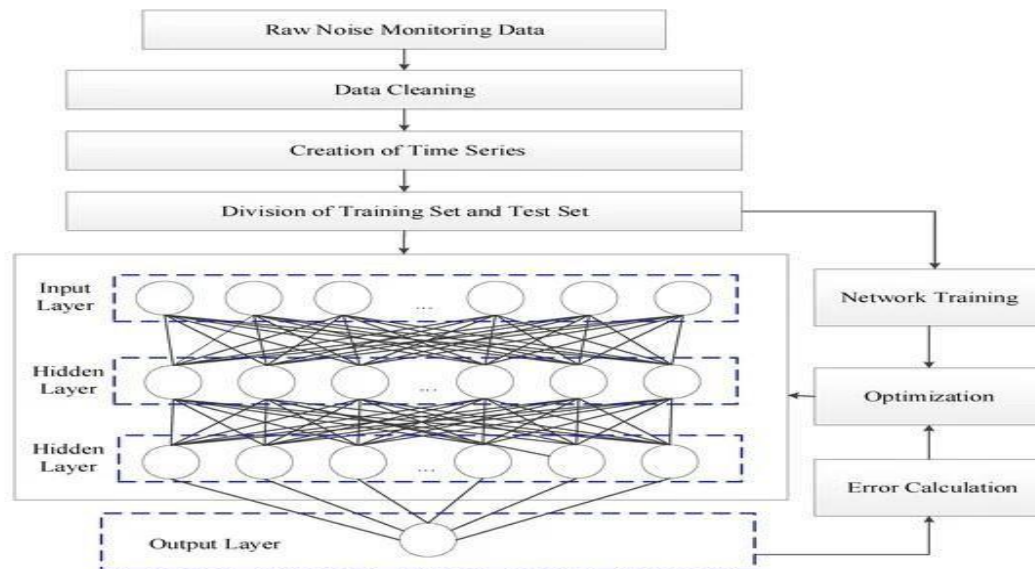 Raw Noise Monitoring Data
Data Cleaning
Creation of Time Series
Division of Training Set and Test Set
Input
Layer
...
Hidden
Layer
...
Hidden
Layer
...
Output Layer
Network Training
Optimization
Error Calculation